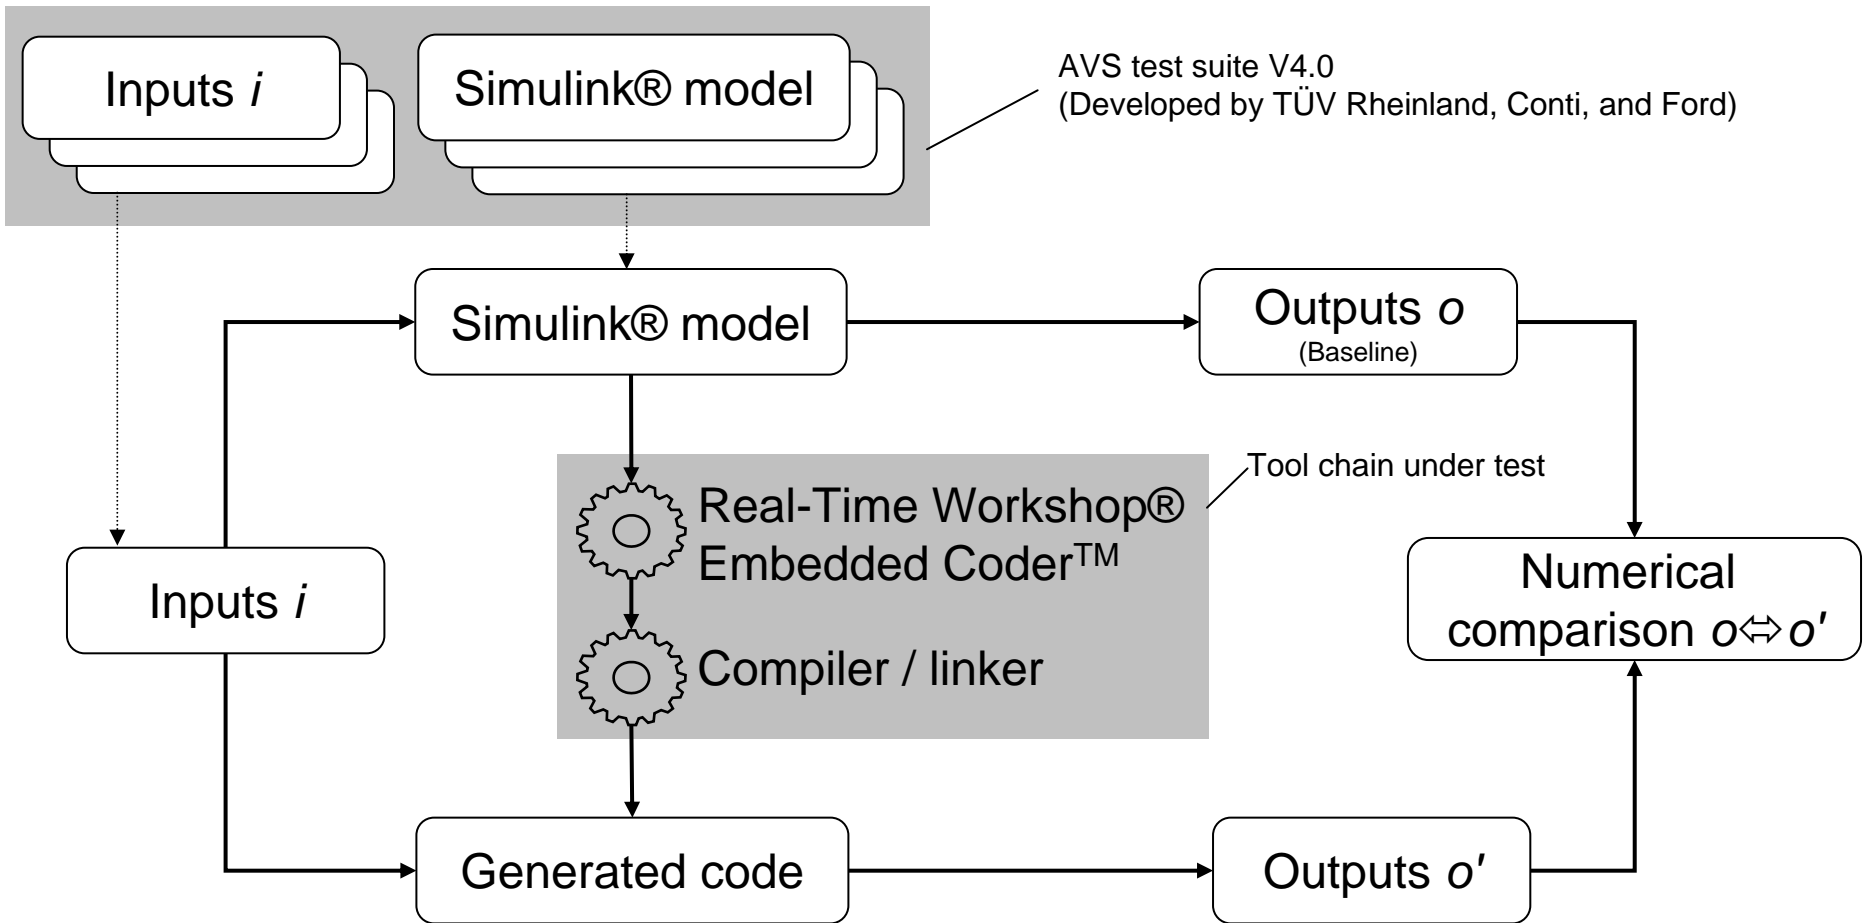 Inputs i
Simulink® model
AVS test suite V4.0
(Developed by TÜV Rheinland, Conti, and Ford)
Simulink® model
Outputs o
(Baseline)
Tool chain under test
Real-Time Workshop®
Embedded Coder™
Inputs i
Numerical
comparison o⇔o'
Compiler / linker
Generated code
Outputs o'